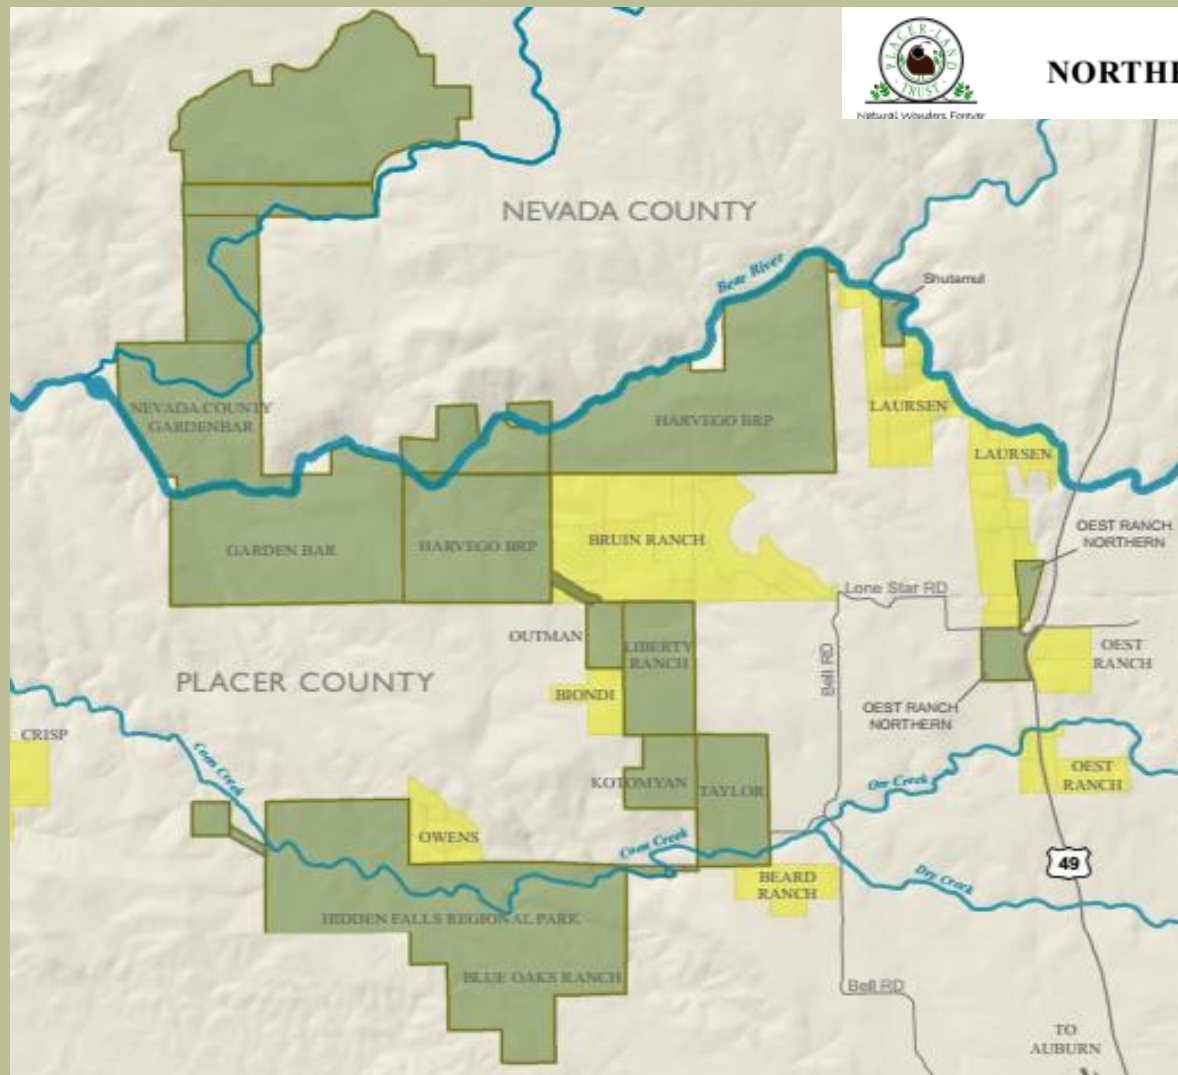 PLACER LAND
TRUST
Natural Wonders Forever
NORTHE
NEVADA COUNTY
Bear River
Shutamul
NEVADA COUNTY
GARDENBAR
HARVEGO BRP
LAURSEN
LAURSEN
GARDEN BAR
HARVEGO BRP
BRUIN RANCH
OEST RANCH
NORTHERN
Lone Star RD
OUTMAN
LIBERTY
RANCH
OEST
RANCH
PLACER COUNTY
BIONDI
Bell RD
OEST RANCH
NORTHERN
CRISP
Coon Creek
KOTOMYAN
TAYLOR
Orr Creek
OEST
RANCH
OWENS
Coon Creek
49
BEARD
RANCH
Dry Creek
HIDDEN FALLS REGIONAL PARK
BLUE OAKS RANCH
Bell RD
TO
AUBURN